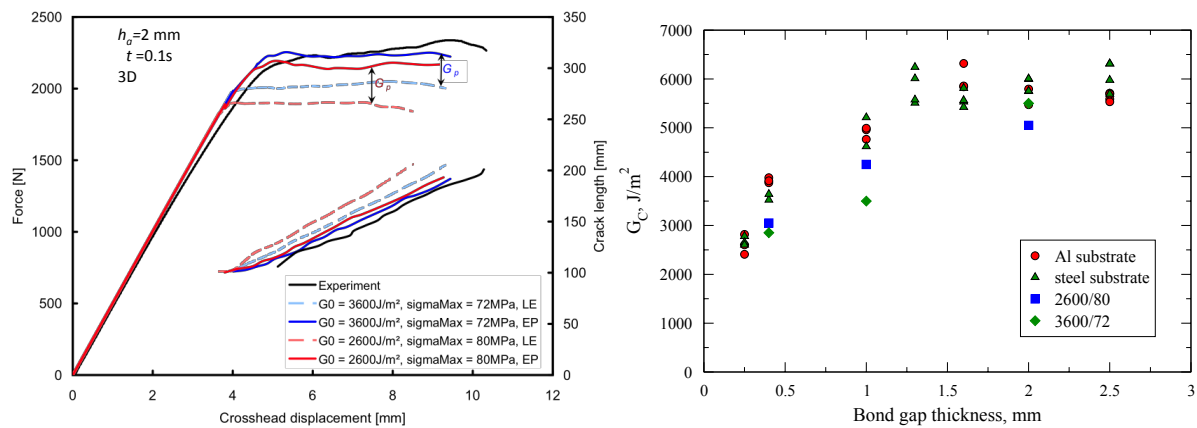 2500
2000
1500
1000
500
0
Force [N]
hₐ=2 mm
t =0.1s
3D
G p
G p
350
300
250
200
150
100
50
0
Crack length [mm]
Experiment
G0 = 3600J/m², sigmaMax = 72MPa, LE
G0 = 3600J/m², sigmaMax = 72MPa, EP
G0 = 2600J/m², sigmaMax = 80MPa, LE
G0 = 2600J/m², sigmaMax = 80MPa, EP
0 2 4 6 8 10 12
Crosshead displacement [mm]
7000
6000
5000
4000
3000
2000
1000
0
G_C, J/m²
Al substrate
steel substrate
2600/80
3600/72
0 0.5 1 1.5 2 2.5 3
Bond gap thickness, mm